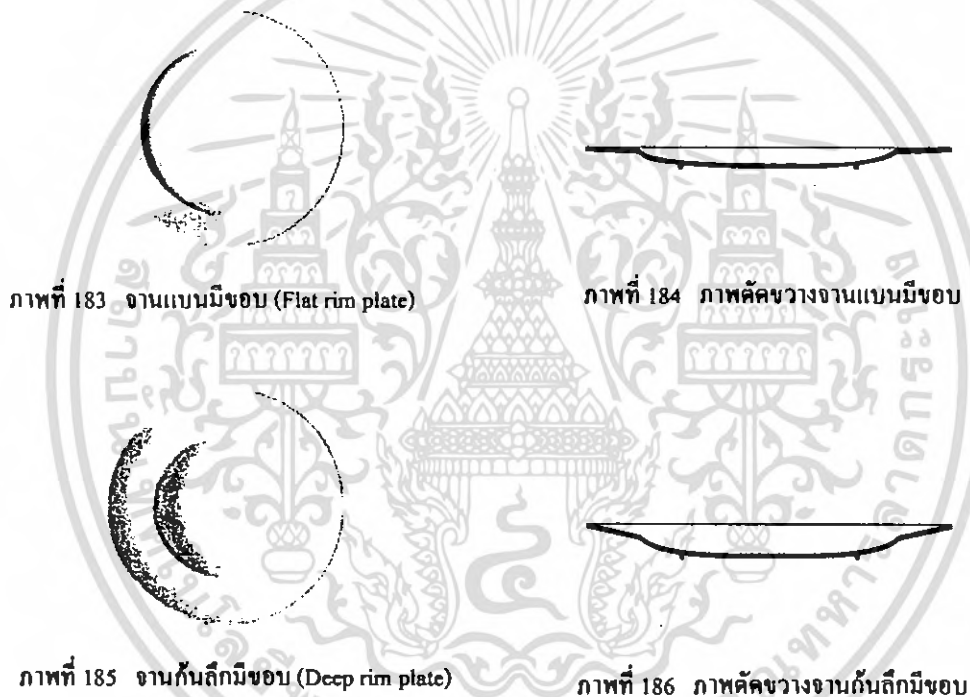 ภาพที่ 183 จานแบนมีขอบ (Flat rim plate)
ภาพที่ 184 ภาพตัดขวางจานแบนมีขอบ
ภาพที่ 185 จานก้นลึกมีขอบ (Deep rim plate)
ภาพที่ 186 ภาพตัดขวางจานก้นลึกมีขอบ